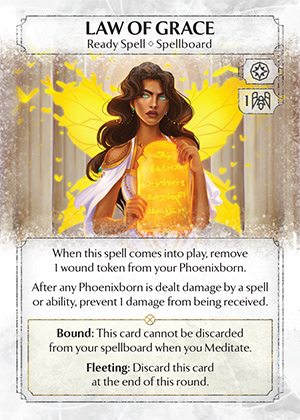 LAW OF GRACE
Ready Spell ⋄ Spellboard
1
When this spell comes into play, remove
1 wound token from your Phoenixborn.
After any Phoenixborn is dealt damage by a spell
or ability, prevent 1 damage from being received.
Bound: This card cannot be discarded
from your spellboard when you Meditate.
Fleeting: Discard this card
at the end of this round.